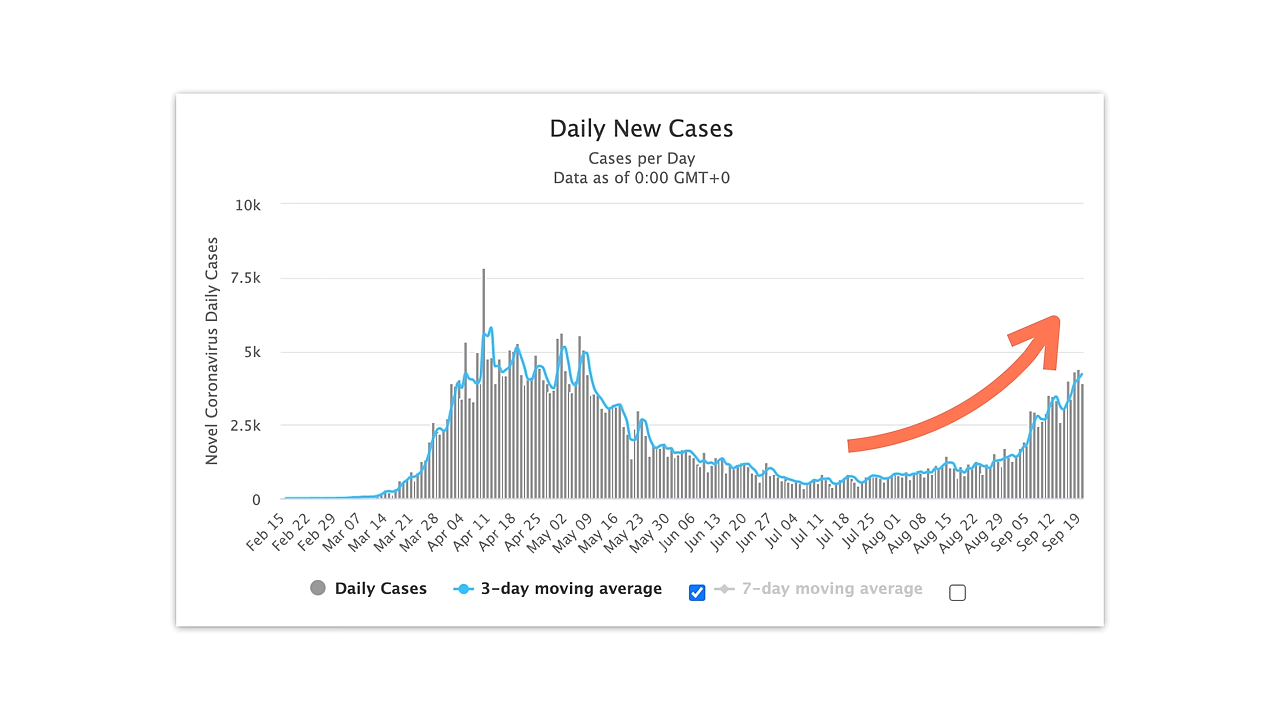 Daily New Cases
Cases per Day
Data as of 0:00 GMT+0
Novel Coronavirus Daily Cases
10k
7.5k
5k
2.5k
0
Feb 15
Feb 22
Feb 29
Mar 07
Mar 14
Mar 21
Mar 28
Apr 04
Apr 11
Apr 18
Apr 25
May 02
May 09
May 16
May 23
May 30
Jun 06
Jun 13
Jun 20
Jun 27
Jul 04
Jul 11
Jul 18
Jul 25
Aug 01
Aug 08
Aug 15
Aug 22
Aug 29
Sep 05
Sep 12
Sep 19
Daily Cases
3-day moving average
7-day moving average